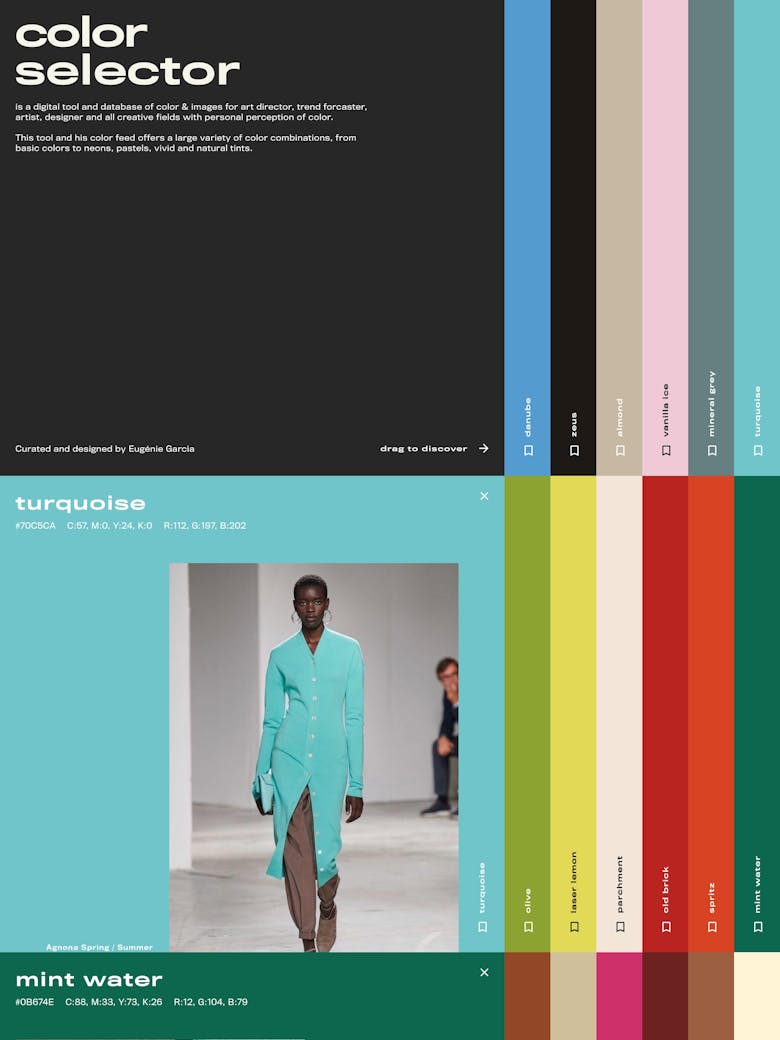 color
selector
is a digital tool and database of color & images for art director, trend forcaster,
artist, designer and all creative fields with personal perception of color.
This tool and his color feed offers a large variety of color combinations, from
basic colors to neons, pastels, vivid and natural tints.
Curated and designed by Eugénie Garcia
drag to discover
danube
zeus
almond
vanilla ice
mineral grey
turquoise
turquoise
#70C5CA C:57, M:0, Y:24, K:0 R:112, G:197, B:202
Agnona Spring / Summer
turquoise
olive
laser lemon
parchment
old brick
spritz
mint water
mint water
#0B674E C:88, M:33, Y:73, K:26 R:12, G:104, B:79